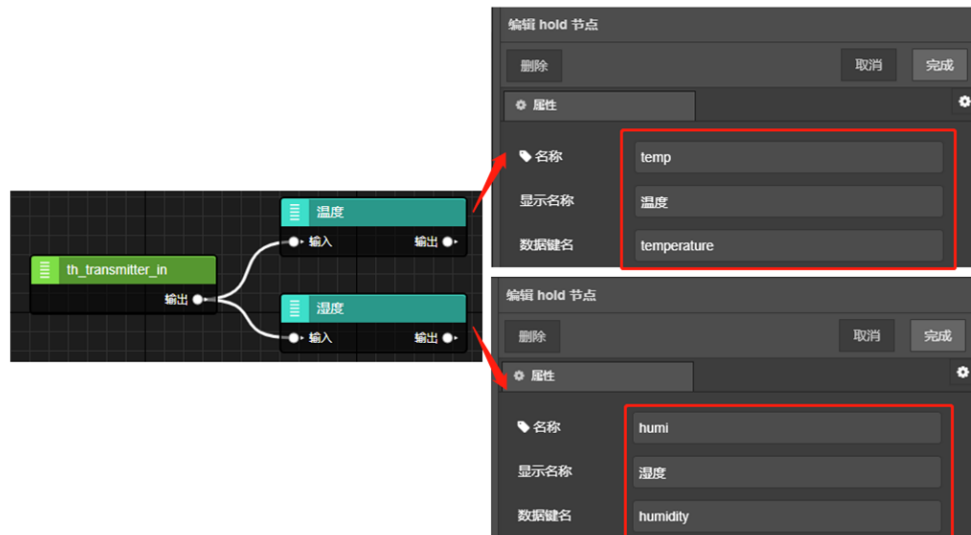 th_transmitter_in
输出
温度
输入 输出
湿度
输入 输出
编辑 hold 节点
删除 取消 完成
属性
名称 temp
显示名称 温度
数据键名 temperature
编辑 hold 节点
删除 取消 完成
属性
名称 humi
显示名称 湿度
数据键名 humidity